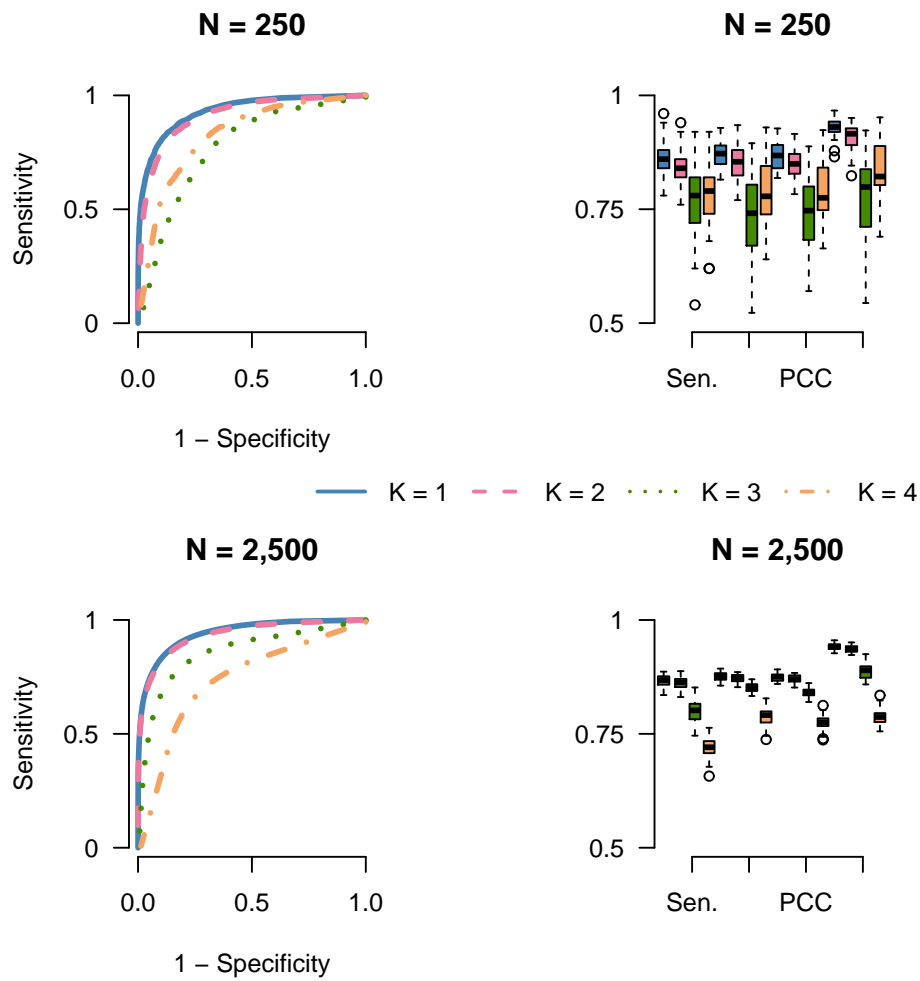 N = 250
N = 250
Sensitivity
1
0.5
0
0.0 0.5 1.0
1 − Specificity
1
0.75
0.5
Sen. PCC
K = 1 K = 2 K = 3 K = 4
N = 2,500
N = 2,500
Sensitivity
1
0.5
0
0.0 0.5 1.0
1 − Specificity
1
0.75
0.5
Sen. PCC